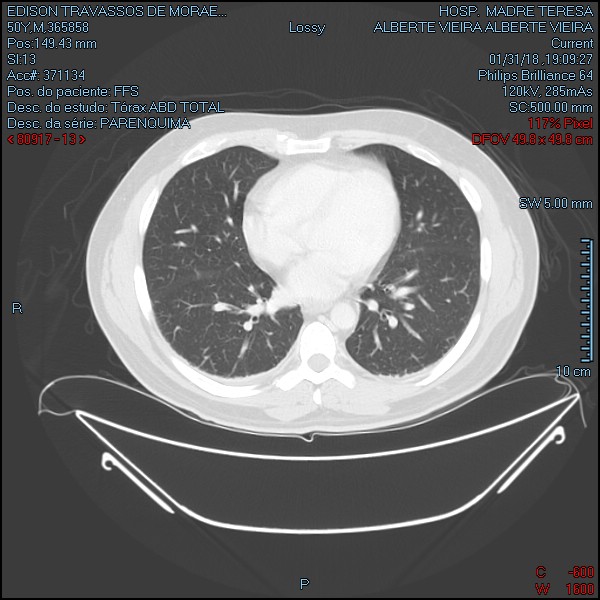 EDISON TRAVASSOS DE MORAE...
50Y,M,365858
Pos:149.43 mm
Sl:13
Acc#: 371134
Pos. do paciente: FFS
Desc. do estudo: Tórax ABD TOTAL
Desc. da série: PARENQUIMA
< 80917 - 13 >
Lossy
HOSP. MADRE TERESA
ALBERTE VIEIRA ALBERTE VIEIRA
Current
01/31/18 ,19:09:27
Philips Brilliance 64
120kV, 285mAs
SC:500.00 mm
117% Pixel
DFOV 49.8 x 49.8 cm
SW 5.00 mm
R
10 cm
P
C -600
W 1600